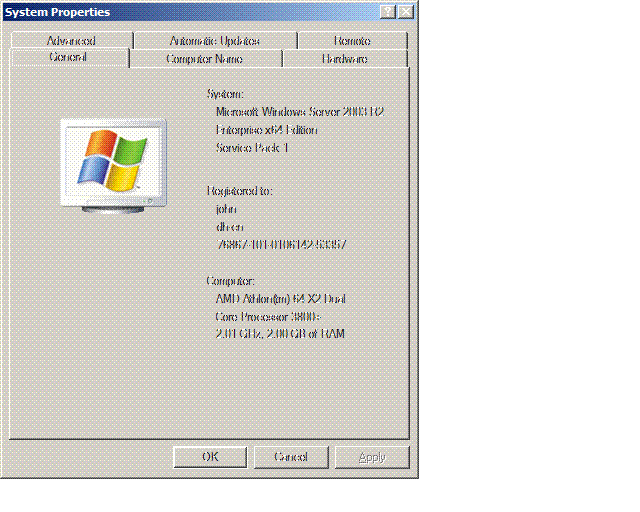 System Properties
Advanced
Automatic Updates
Remote
General
Computer Name
Hardware
System:
Microsoft Windows Server 2003 R2
Enterprise x64 Edition
Service Pack 1
Registered to:
john
dh en
76867-101-0106142-53357
Computer:
AMD Athlon(tm) 64 X2 Dual
Core Processor 3800+
2.01 GHz, 2.00 GB of RAM
OK
Cancel
Apply